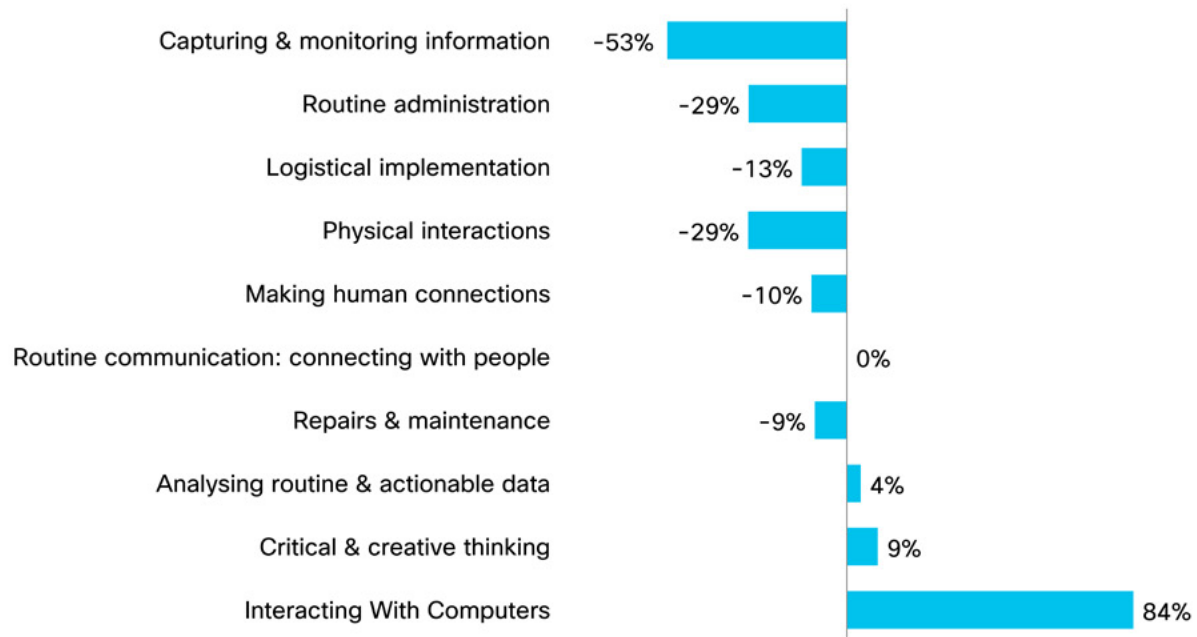 Capturing & monitoring information -53%
Routine administration -29%
Logistical implementation -13%
Physical interactions -29%
Making human connections -10%
Routine communication: connecting with people 0%
Repairs & maintenance -9%
Analysing routine & actionable data 4%
Critical & creative thinking 9%
Interacting With Computers 84%